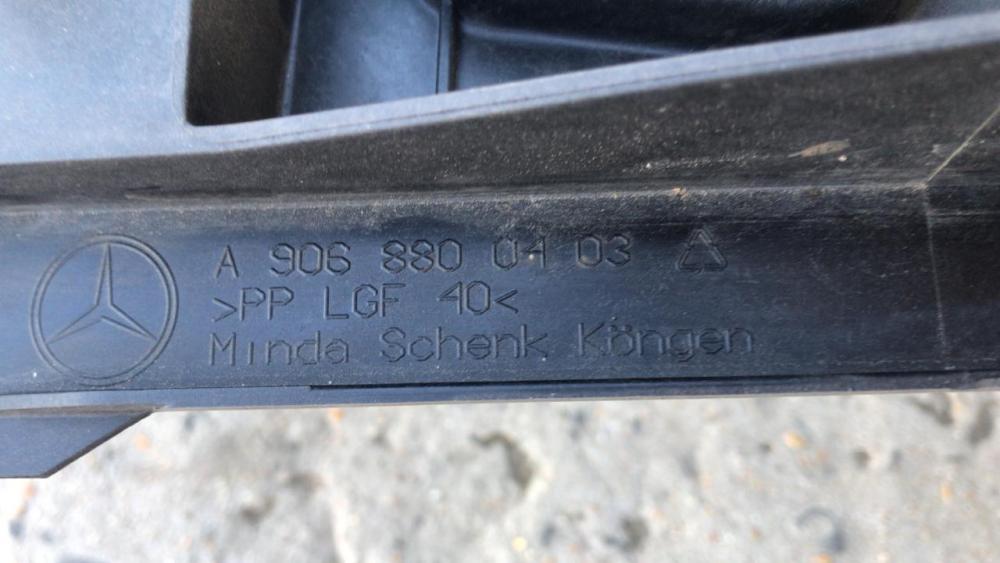 A 906 880 04 03
>PP LGF 40<
Minda Schenk Köngen